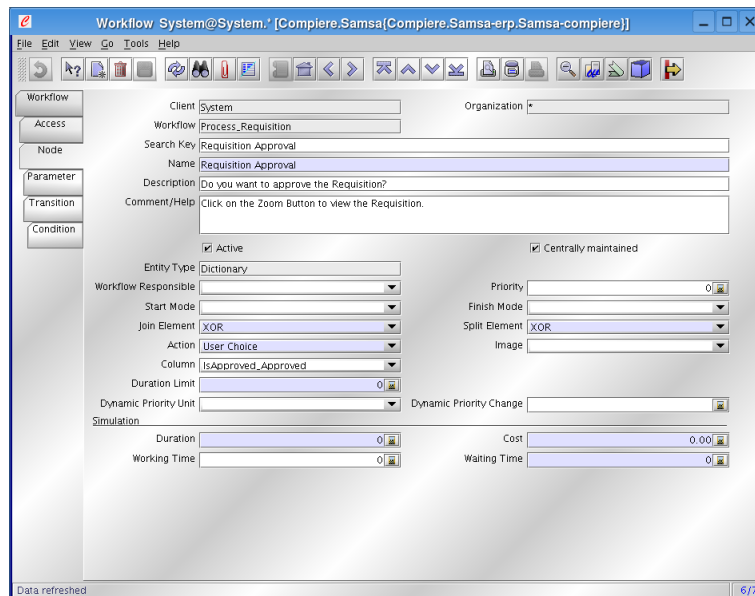 Workflow System@System.* [Compiere.Samsa{Compiere.Samsa-erp.Samsa-compiere}]
File Edit View Go Tools Help
Workflow
Access
Node
Parameter
Transition
Condition
Client System Organization *
Workflow Process_Requisition
Search Key Requisition Approval
Name Requisition Approval
Description Do you want to approve the Requisition?
Comment/Help Click on the Zoom Button to view the Requisition.
Active Centrally maintained
Entity Type Dictionary
Workflow Responsible Priority 0
Start Mode Finish Mode
Join Element XOR Split Element XOR
Action User Choice Image
Column IsApproved_Approved
Duration Limit 0
Dynamic Priority Unit Dynamic Priority Change
Simulation
Duration 0 Cost 0.00
Working Time 0 Waiting Time 0
Data refreshed 6/7